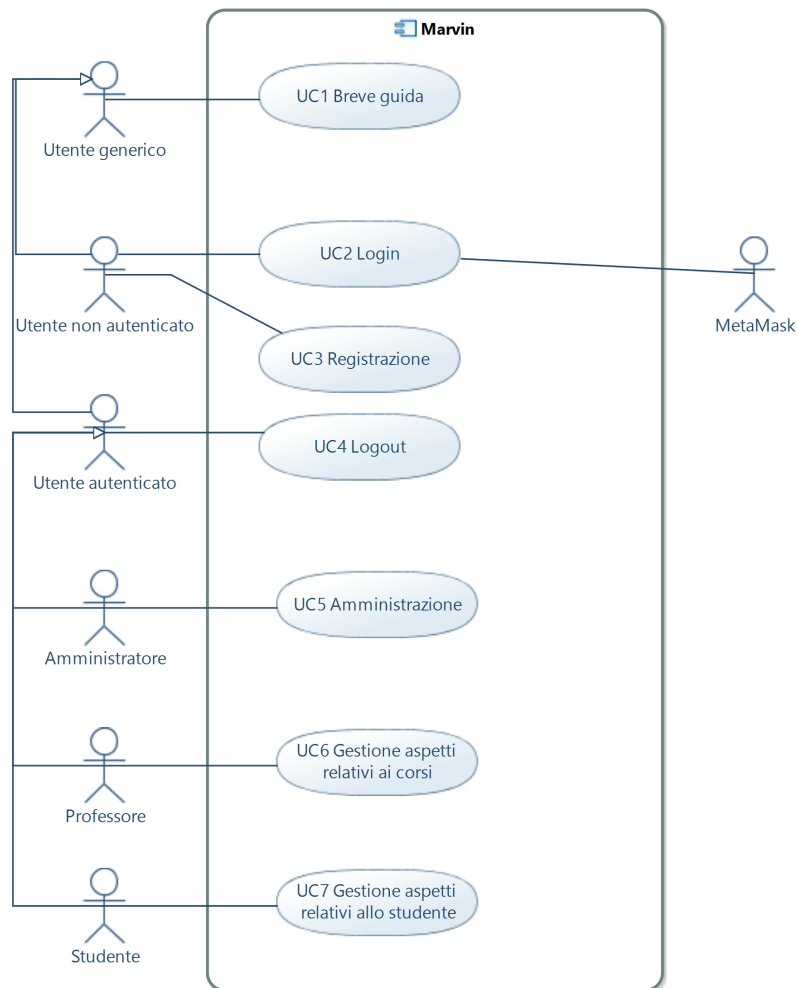 Marvin
UC1 Breve guida
Utente generico
UC2 Login
Utente non autenticato
MetaMask
UC3 Registrazione
UC4 Logout
Utente autenticato
UC5 Amministrazione
Amministratore
UC6 Gestione aspetti
relativi ai corsi
Professore
UC7 Gestione aspetti
relativi allo studente
Studente